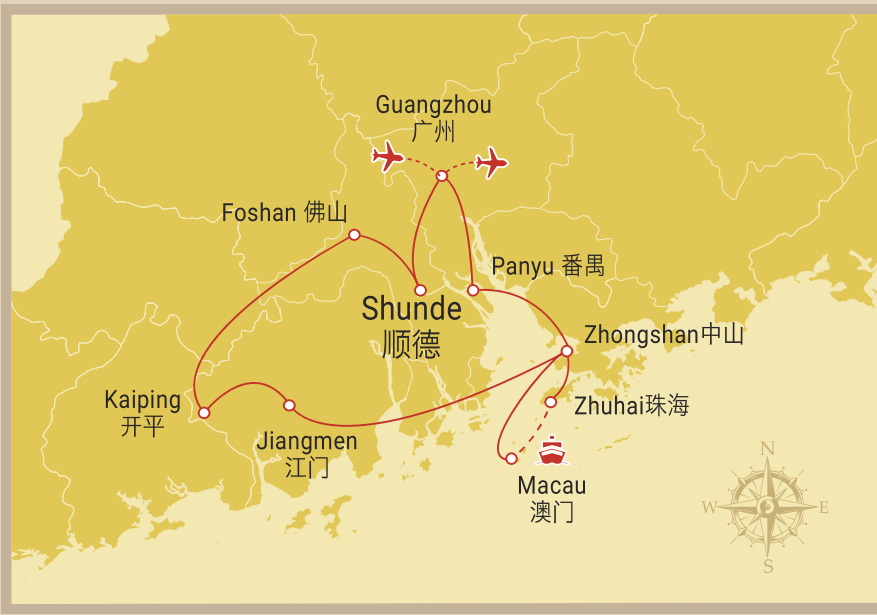 Guangzhou
广州
Foshan 佛山
Panyu 番禺
Shunde
顺德
Zhongshan中山
Kaiping
开平
Zhuhai珠海
Jiangmen
江门
Macau
澳门
N
W
E
S